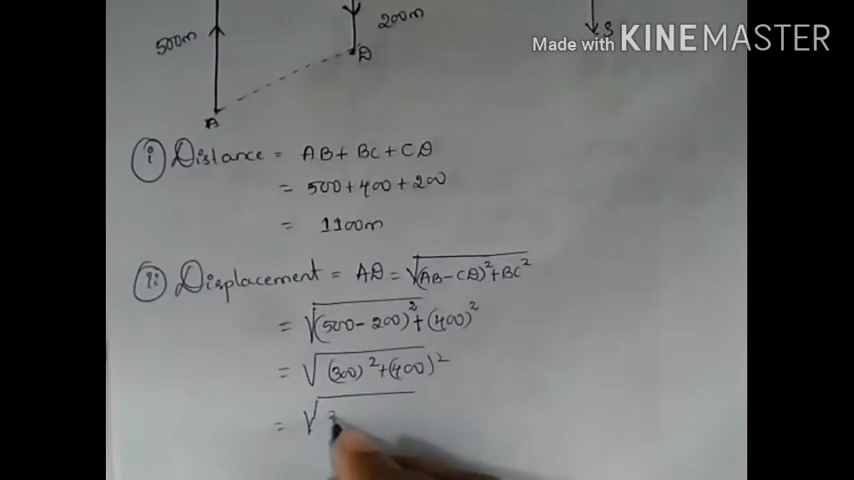 500m
200m
D
S
Made with KINEMASTER
A
i Distance = AB + BC + CD
= 500 + 400 + 200
= 1100m
ii Displacement = AD = √(AB - CD)² + BC²
= √(500 - 200)² + (400)²
= √(300)² + (400)²
= √